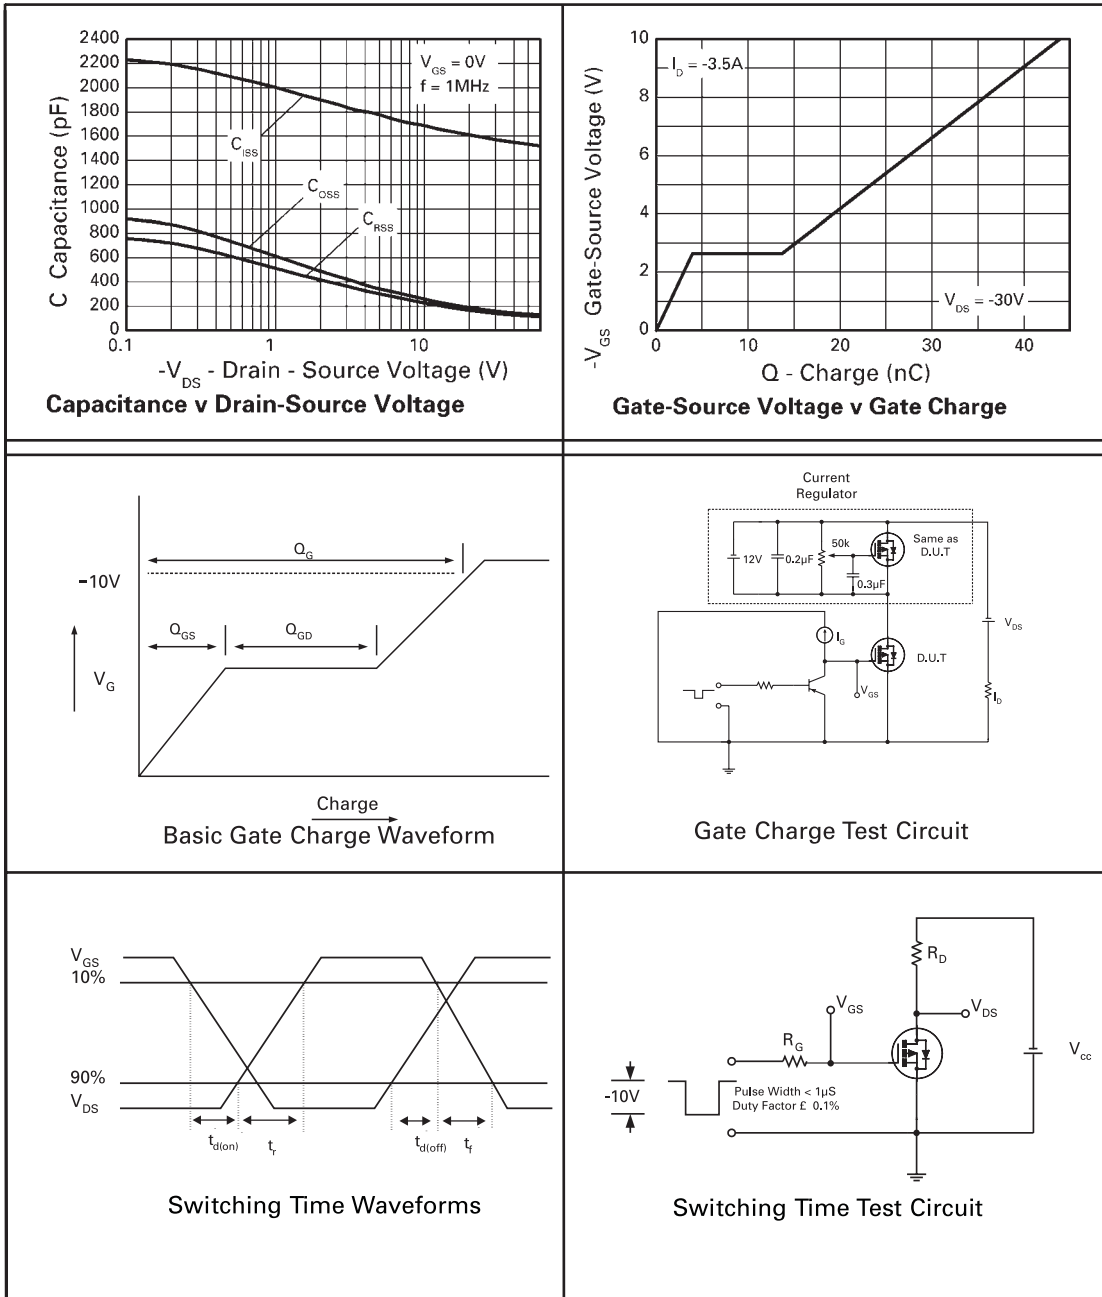 2400
2200
2000
1800
1600
1400
1200
1000
800
600
400
200
0
0.1
1
10
C Capacitance (pF)
V_GS = 0V
f = 1MHz
C_ISS
C_OSS
C_RSS
-V_DS - Drain - Source Voltage (V)
Capacitance v Drain-Source Voltage
10
8
6
4
2
0
0
10
20
30
40
-V_GS Gate-Source Voltage (V)
I_D = -3.5A
V_DS = -30V
Q - Charge (nC)
Gate-Source Voltage v Gate Charge
Q_G
-10V
Q_GS
Q_GD
V_G
Charge
Basic Gate Charge Waveform
Current
Regulator
12V
0.2µF
50k
0.3µF
Same as
D.U.T
I_G
V_DS
D.U.T
V_GS
I_D
Gate Charge Test Circuit
V_GS
10%
90%
V_DS
t_d(on)
t_r
t_d(off)
t_f
Switching Time Waveforms
R_D
V_GS
V_DS
R_G
V_cc
-10V
Pulse Width < 1µS
Duty Factor £ 0.1%
Switching Time Test Circuit